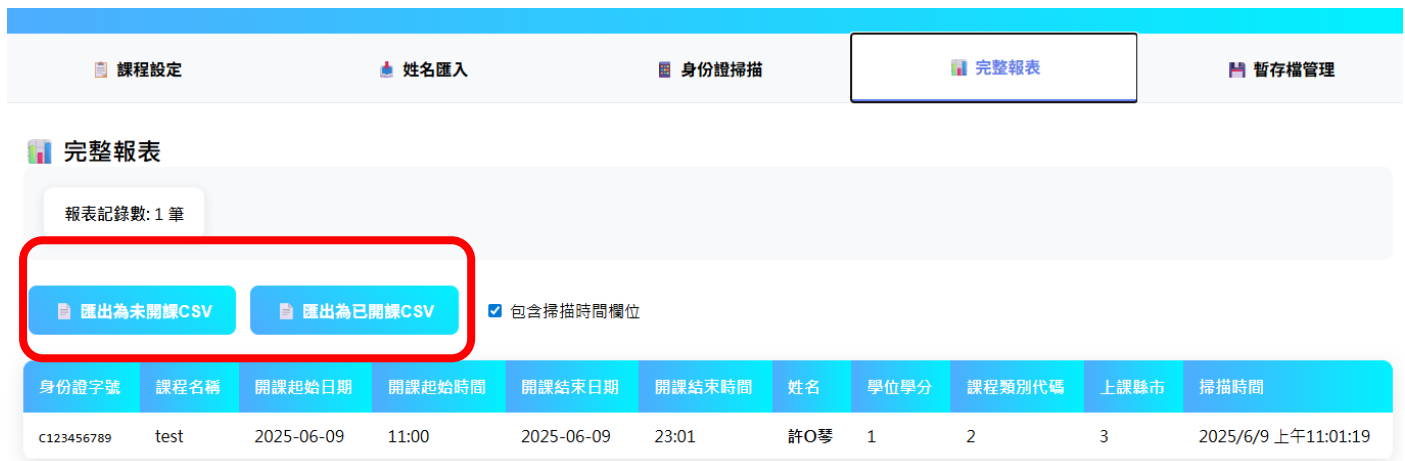 📋 課程設定 📥 姓名匯入 🧮 身份證掃描 📊 完整報表 💾 暫存檔管理
📊 完整報表
報表記錄數: 1 筆
📄 匯出為未開課CSV 📄 匯出為已開課CSV 包含掃描時間欄位
身份證字號 課程名稱 開課起始日期 開課起始時間 開課結束日期 開課結束時間 姓名 學位學分 課程類別代碼 上課縣市 掃描時間
C123456789 test 2025-06-09 11:00 2025-06-09 23:01 許O琴 1 2 3 2025/6/9 上午11:01:19